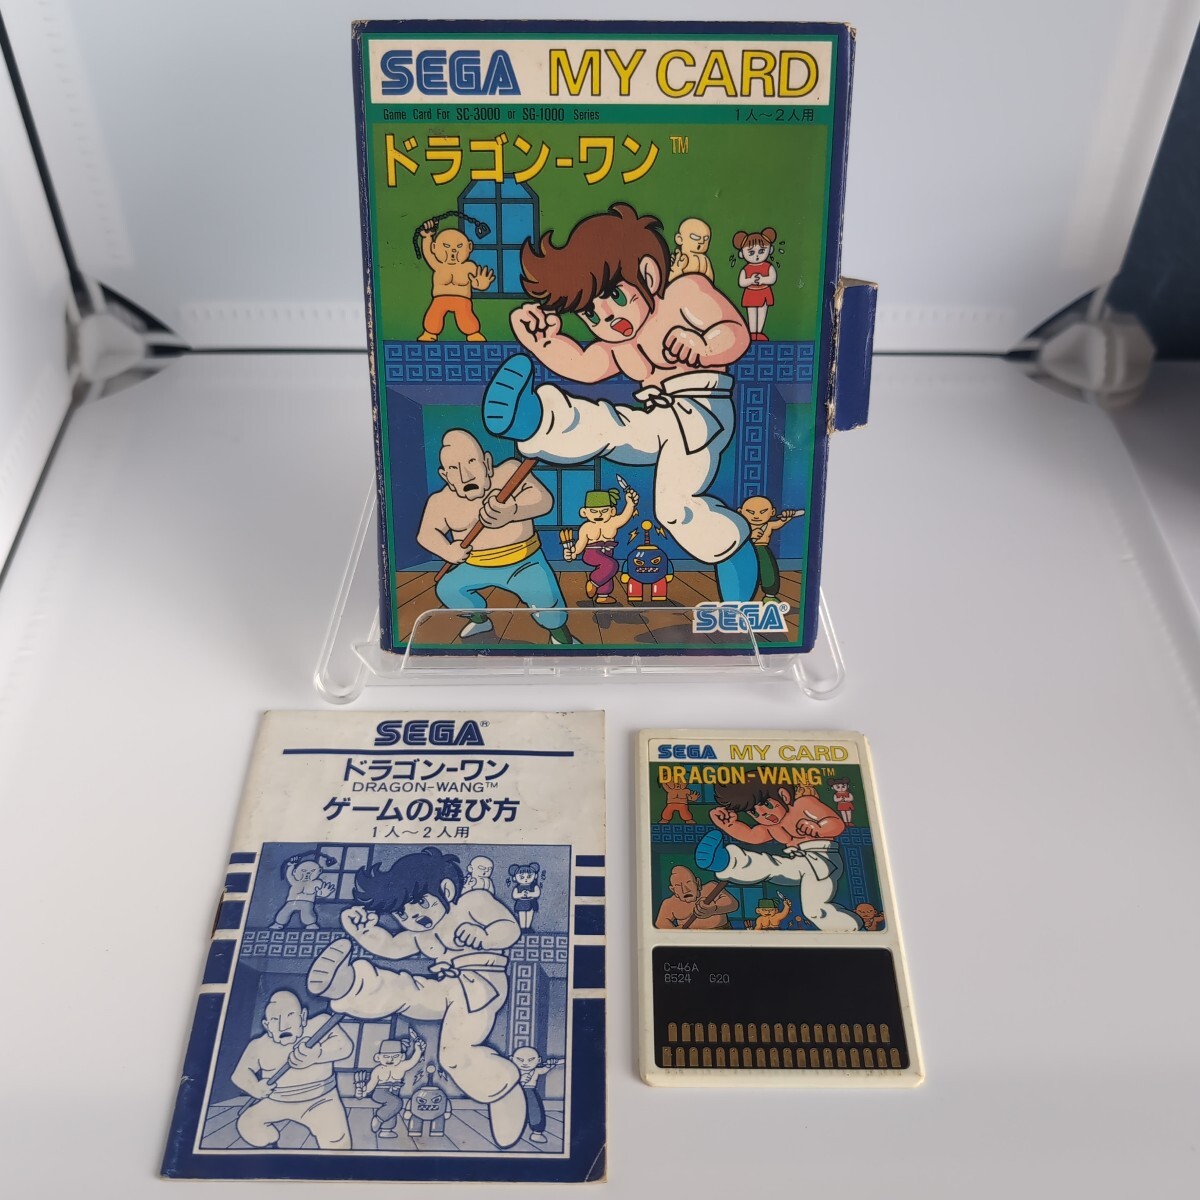 SEGA MY CARD
Game Card For SC-3000 or SG-1000 Series 1人～2人用
ドラゴン-ワン™
SEGA®
SEGA®
ドラゴン-ワン
DRAGON-WANG™
ゲームの遊び方
1人～2人用
SEGA MY CARD
DRAGON-WANG™
C-46A
8524 G20